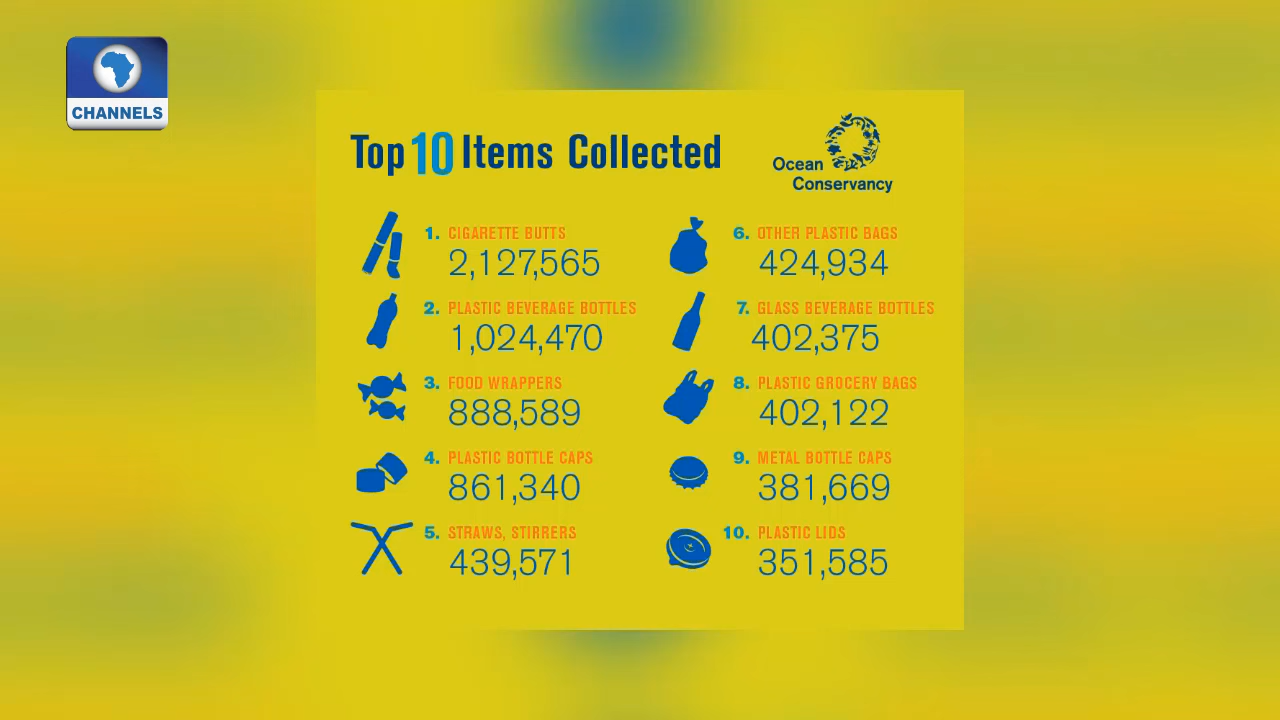 CHANNELS
Top 10 Items Collected
Ocean
Conservancy
1. CIGARETTE BUTTS
2,127,565
2. PLASTIC BEVERAGE BOTTLES
1,024,470
3. FOOD WRAPPERS
888,589
4. PLASTIC BOTTLE CAPS
861,340
5. STRAWS, STIRRERS
439,571
6. OTHER PLASTIC BAGS
424,934
7. GLASS BEVERAGE BOTTLES
402,375
8. PLASTIC GROCERY BAGS
402,122
9. METAL BOTTLE CAPS
381,669
10. PLASTIC LIDS
351,585